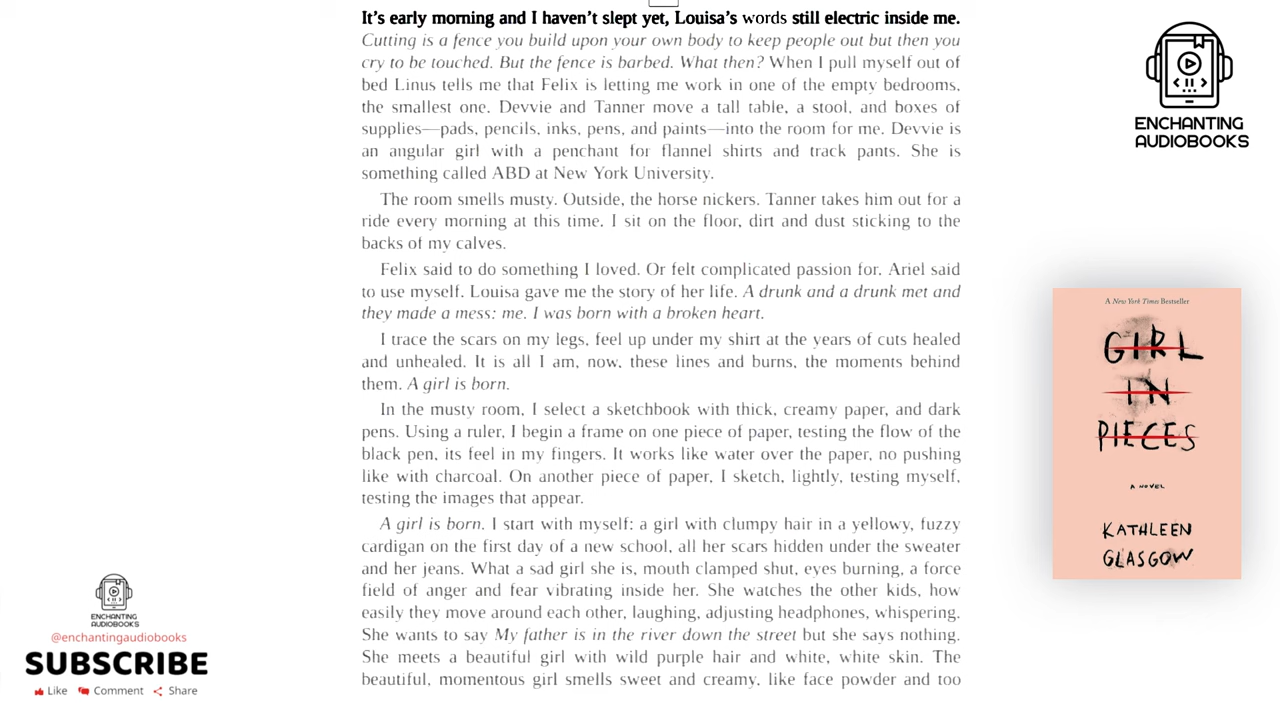 It's early morning and I haven't slept yet, Louisa's words still electric inside me.
Cutting is a fence you build upon your own body to keep people out but then you
cry to be touched. But the fence is barbed. What then? When I pull myself out of
bed Linus tells me that Felix is letting me work in one of the empty bedrooms,
the smallest one. Devvie and Tanner move a tall table, a stool, and boxes of
supplies—pads, pencils, inks, pens, and paints—into the room for me. Devvie is
an angular girl with a penchant for flannel shirts and track pants. She is
something called ABD at New York University.
The room smells musty. Outside, the horse nickers. Tanner takes him out for a
ride every morning at this time. I sit on the floor, dirt and dust sticking to the
backs of my calves.
Felix said to do something I loved. Or felt complicated passion for. Ariel said
to use myself. Louisa gave me the story of her life. A drunk and a drunk met and
they made a mess: me. I was born with a broken heart.
I trace the scars on my legs, feel up under my shirt at the years of cuts healed
and unhealed. It is all I am, now, these lines and burns, the moments behind
them. A girl is born.
In the musty room, I select a sketchbook with thick, creamy paper, and dark
pens. Using a ruler, I begin a frame on one piece of paper, testing the flow of the
black pen, its feel in my fingers. It works like water over the paper, no pushing
like with charcoal. On another piece of paper, I sketch, lightly, testing myself,
testing the images that appear.
A girl is born. I start with myself: a girl with clumpy hair in a yellowy, fuzzy
cardigan on the first day of a new school, all her scars hidden under the sweater
and her jeans. What a sad girl she is, mouth clamped shut, eyes burning, a force
field of anger and fear vibrating inside her. She watches the other kids, how
easily they move around each other, laughing, adjusting headphones, whispering.
She wants to say My father is in the river down the street but she says nothing.
She meets a beautiful girl with wild purple hair and white, white skin. The
beautiful, momentous girl smells sweet and creamy, like face powder and too
ENCHANTING
AUDIOBOOKS
A New York Times Bestseller
GIRL
IN
PIECES
A NOVEL
KATHLEEN
GLASGOW
ENCHANTING
AUDIOBOOKS
@enchantingaudiobooks
SUBSCRIBE
Like Comment Share